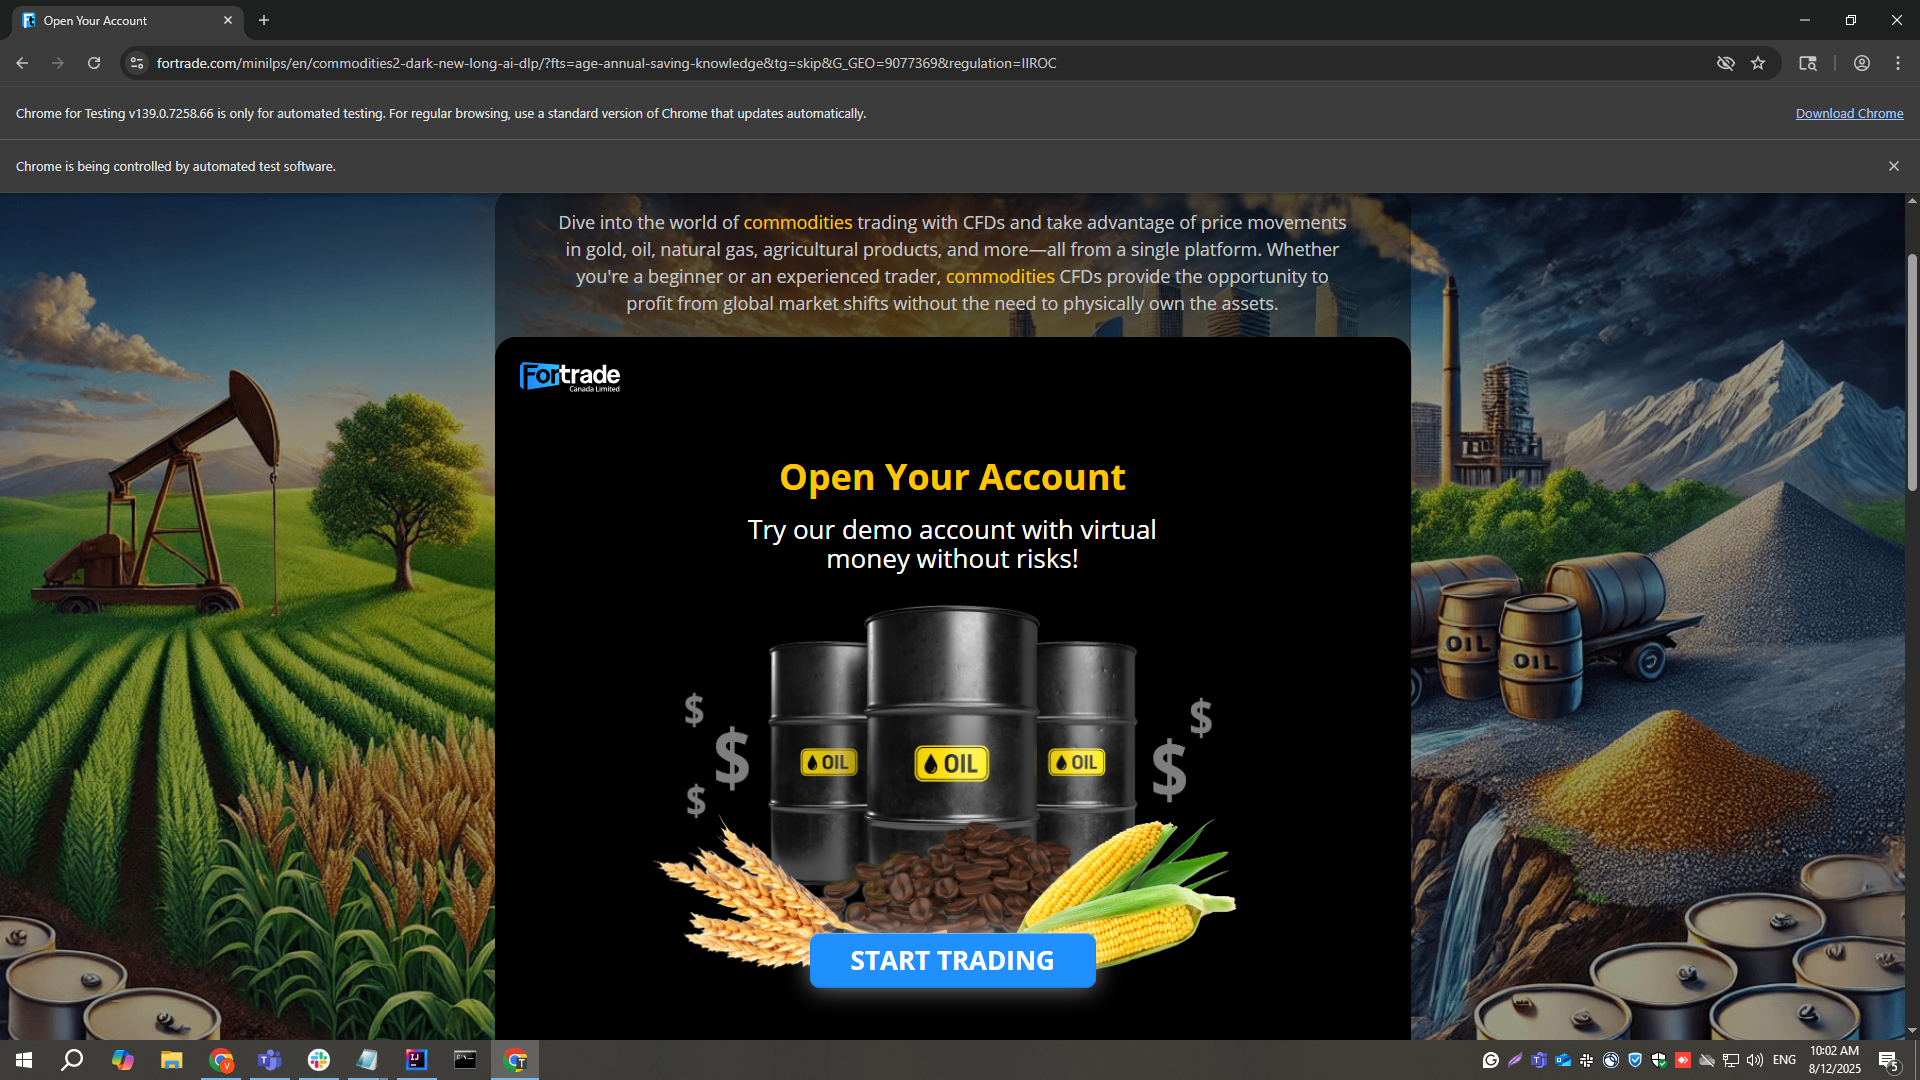 Open Your Account
fortrade.com/minilps/en/commodities2-dark-new-long-ai-dlp/?fts=age-annual-saving-knowledge&tg=skip&G_GEO=9077369&regulation=IIROC
Chrome for Testing v139.0.7258.66 is only for automated testing. For regular browsing, use a standard version of Chrome that updates automatically.
Download Chrome
Chrome is being controlled by automated test software.
Dive into the world of commodities trading with CFDs and take advantage of price movements
in gold, oil, natural gas, agricultural products, and more—all from a single platform. Whether
you're a beginner or an experienced trader, commodities CFDs provide the opportunity to
profit from global market shifts without the need to physically own the assets.
Fortrade
Canada Limited
Open Your Account
Try our demo account with virtual
money without risks!
$ $ $ $ $
OIL OIL OIL
OIL OIL
START TRADING
ENG
10:02 AM
8/12/2025
5